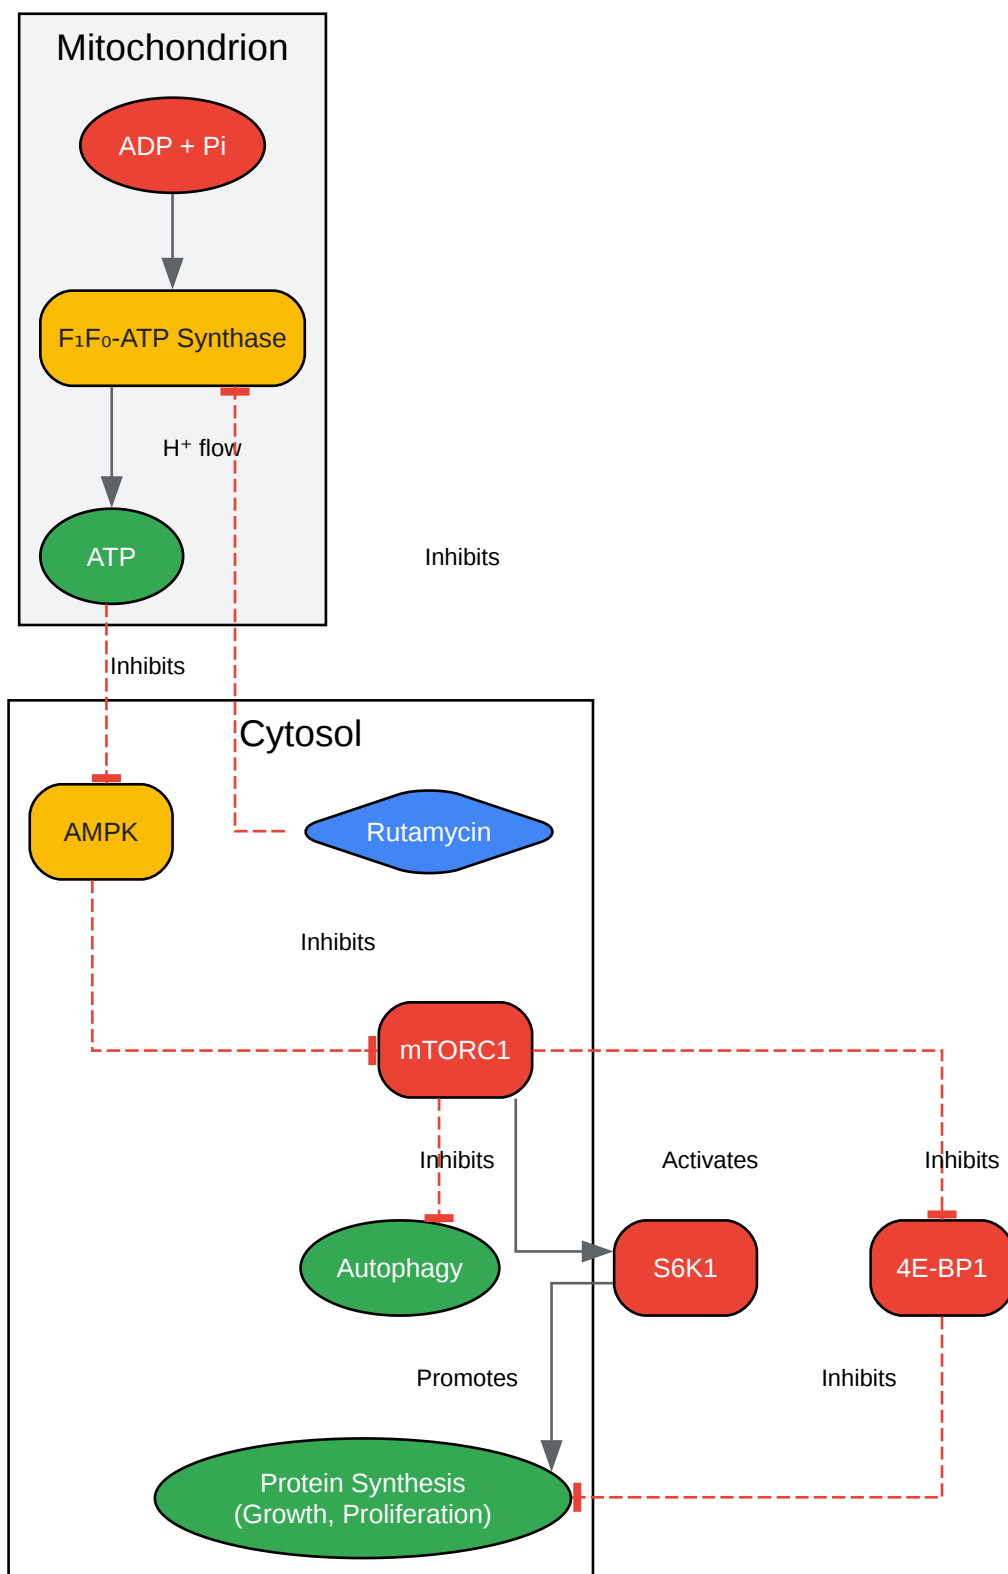 Mitochondrion
ADP + Pi
F₁F₀-ATP Synthase
H⁺ flow
ATP
Inhibits
Inhibits
Cytosol
AMPK
Rutamycin
Inhibits
mTORC1
Inhibits
Activates
Inhibits
Autophagy
S6K1
4E-BP1
Promotes
Inhibits
Protein Synthesis
(Growth, Proliferation)